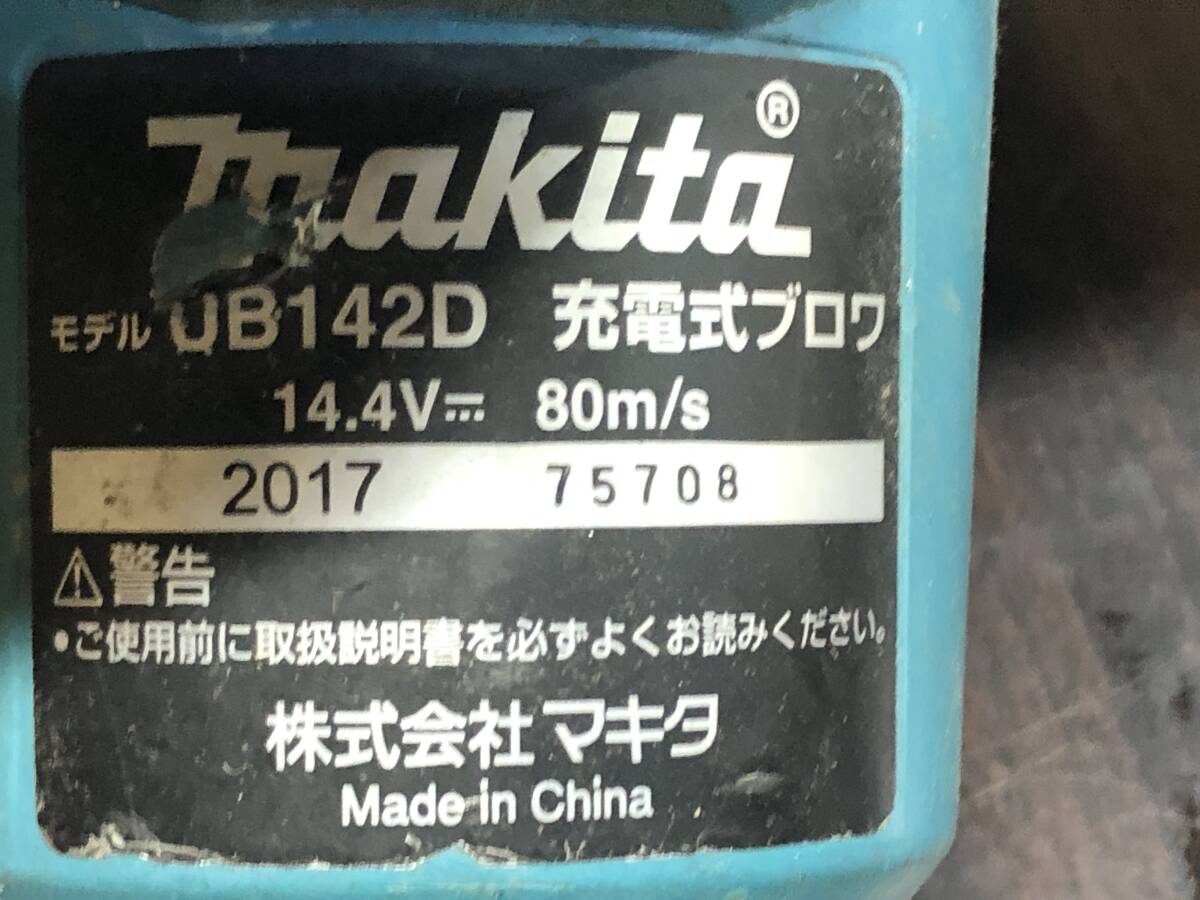 makita®
モデル UB142D 充電式ブロワ
14.4V⎓ 80m/s
2017 75708
⚠警告
・ご使用前に取扱説明書を必ずよくお読みください。
株式会社マキタ
Made in China